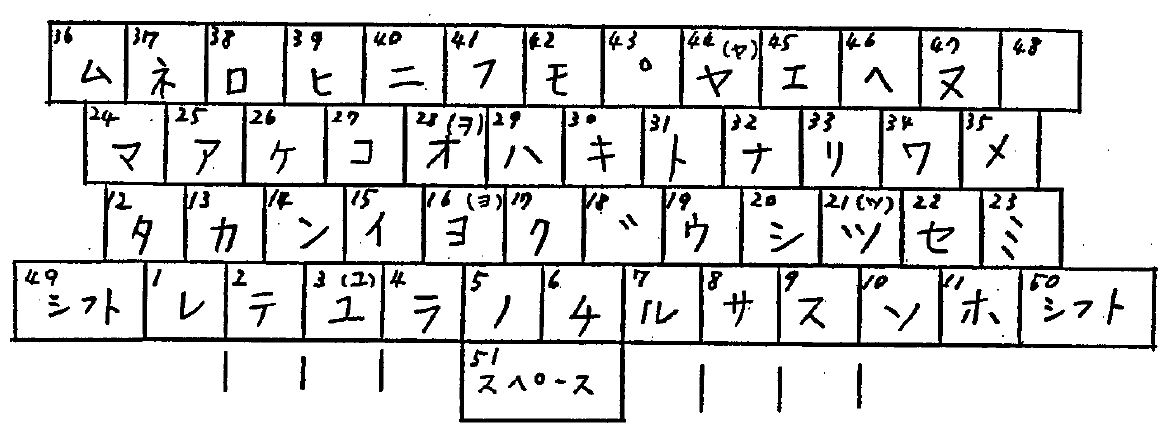 36 ム 37 ネ 38 ロ 39 ヒ 40 ニ 41 フ 42 モ 43 ゜ 44 (ャ) ヤ 45 エ 46 ヘ 47 ヌ 48
24 マ 25 ア 26 ケ 27 コ 28 (ヲ) オ 29 ハ 30 キ 31 ト 32 ナ 33 リ 34 ワ 35 メ
12 タ 13 カ 14 ン 15 イ 16 (ョ) ヨ 17 ク 18 ゛ 19 ウ 20 シ 21 (ッ) ツ 22 セ 23 ミ
49 シフト 1 レ 2 テ 3 (ュ) ユ 4 ラ 5 ノ 6 チ 7 ル 8 サ 9 ス 10 ソ 11 ホ 50 シフト
51 スペース